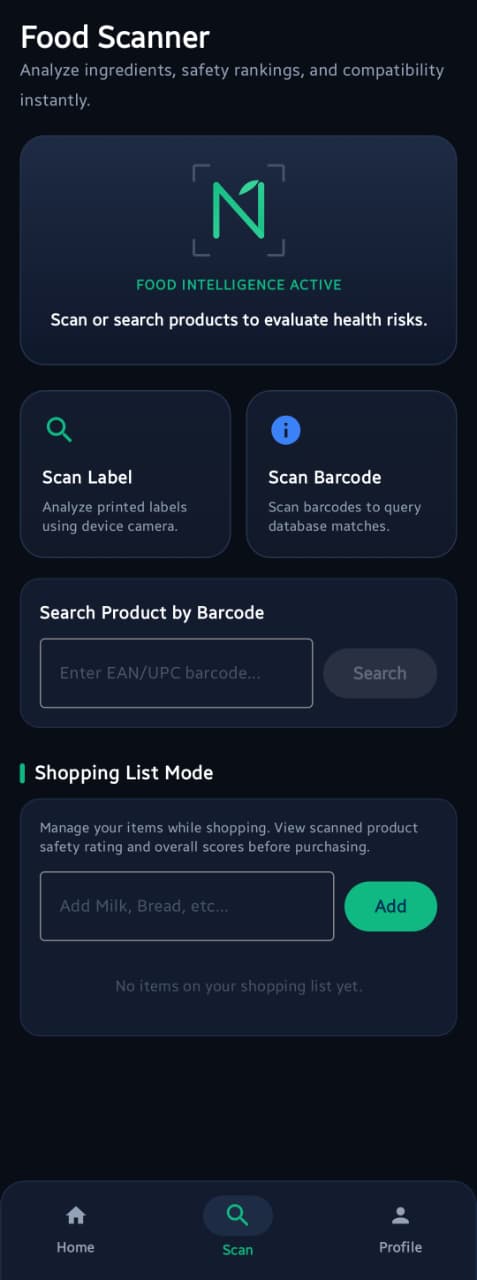 Food Scanner
Analyze ingredients, safety rankings, and compatibility
instantly.
FOOD INTELLIGENCE ACTIVE
Scan or search products to evaluate health risks.
Scan Label
Analyze printed labels
using device camera.
Scan Barcode
Scan barcodes to query
database matches.
Search Product by Barcode
Enter EAN/UPC barcode...
Search
Shopping List Mode
Manage your items while shopping. View scanned product
safety rating and overall scores before purchasing.
Add Milk, Bread, etc...
Add
No items on your shopping list yet.
Home
Scan
Profile